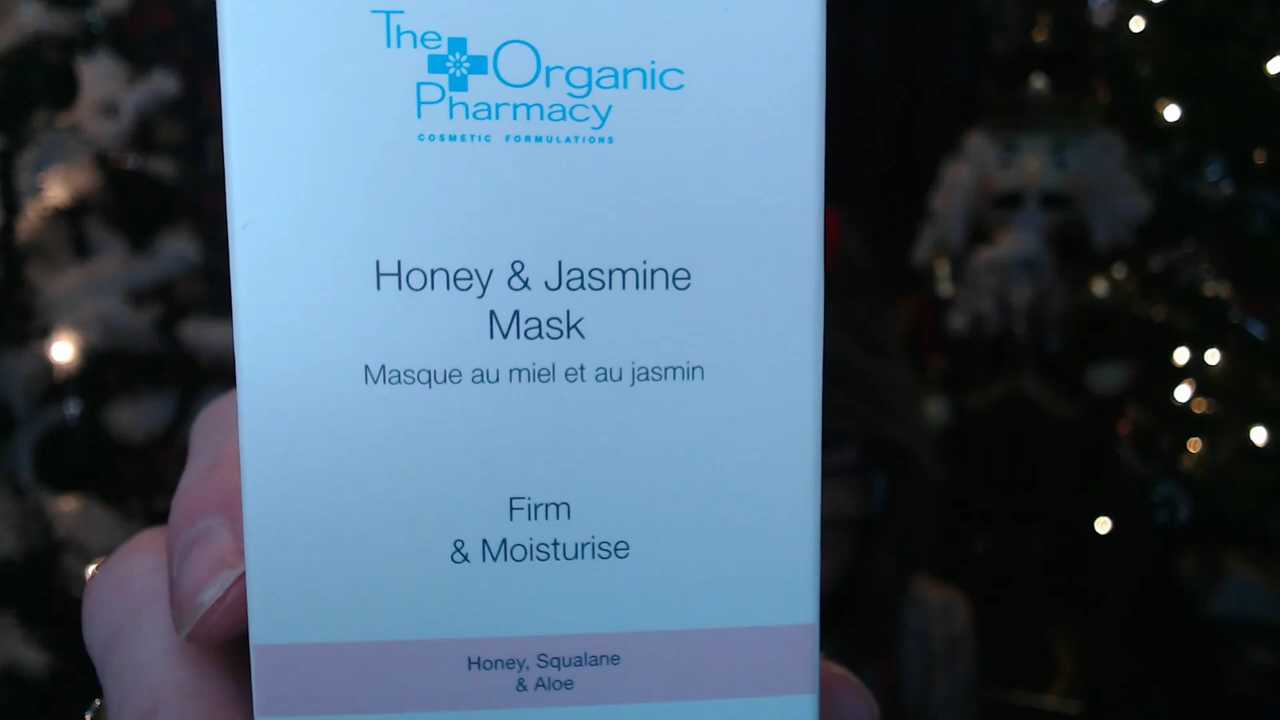 The
Organic
Pharmacy
COSMETIC FORMULATIONS
Honey & Jasmine
Mask
Masque au miel et au jasmin
Firm
& Moisturise
Honey, Squalane
& Aloe